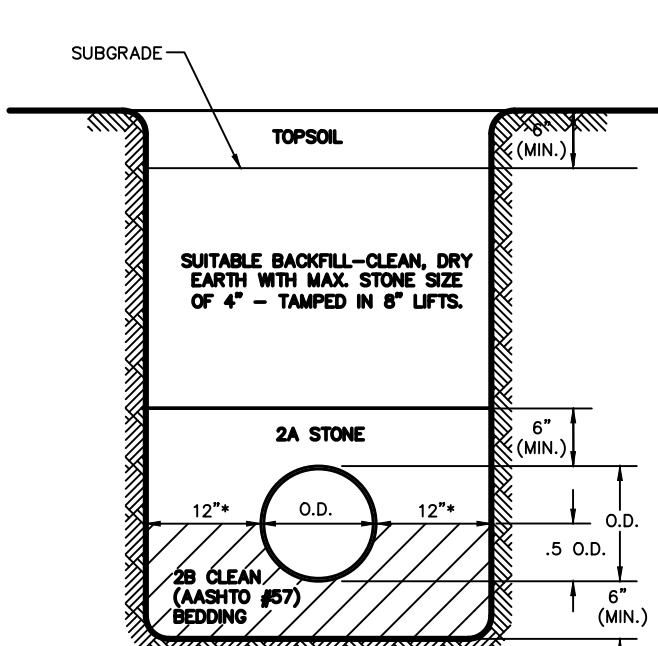 SUBGRADE
TOPSOIL
6"
(MIN.)
SUITABLE BACKFILL-CLEAN, DRY
EARTH WITH MAX. STONE SIZE
OF 4" - TAMPED IN 8" LIFTS.
2A STONE
6"
(MIN.)
12"*
O.D.
12"*
O.D.
.5 O.D.
2B CLEAN
(AASHTO #57)
BEDDING
6"
(MIN.)